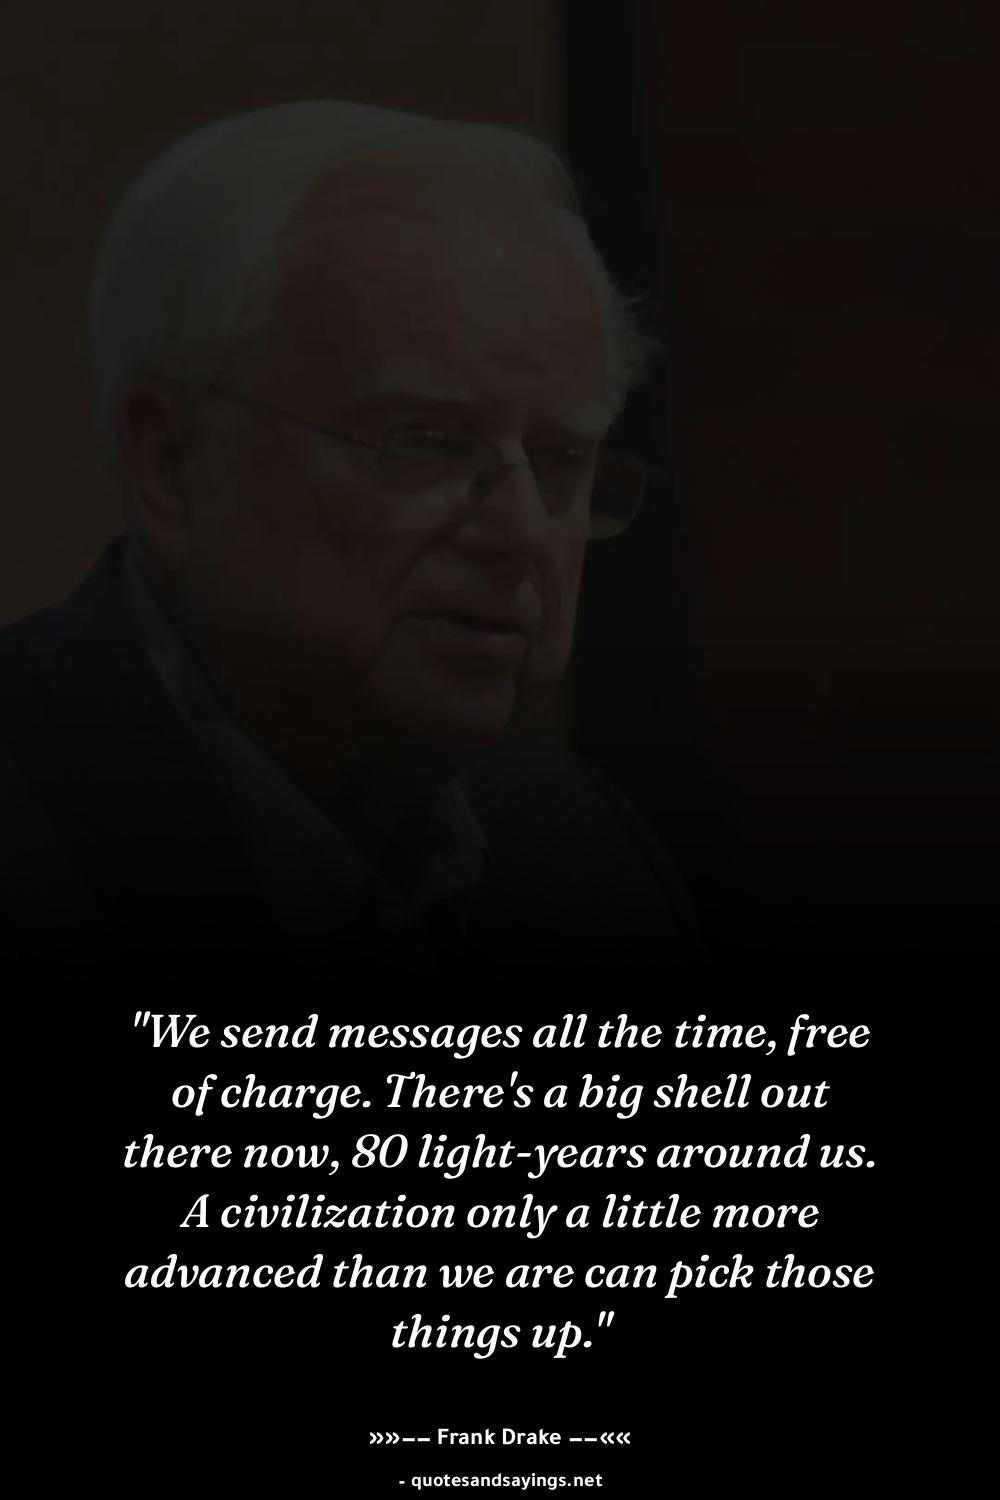 "We send messages all the time, free
of charge. There's a big shell out
there now, 80 light-years around us.
A civilization only a little more
advanced than we are can pick those
things up."
»»−− Frank Drake −−««
- quotesandsayings.net